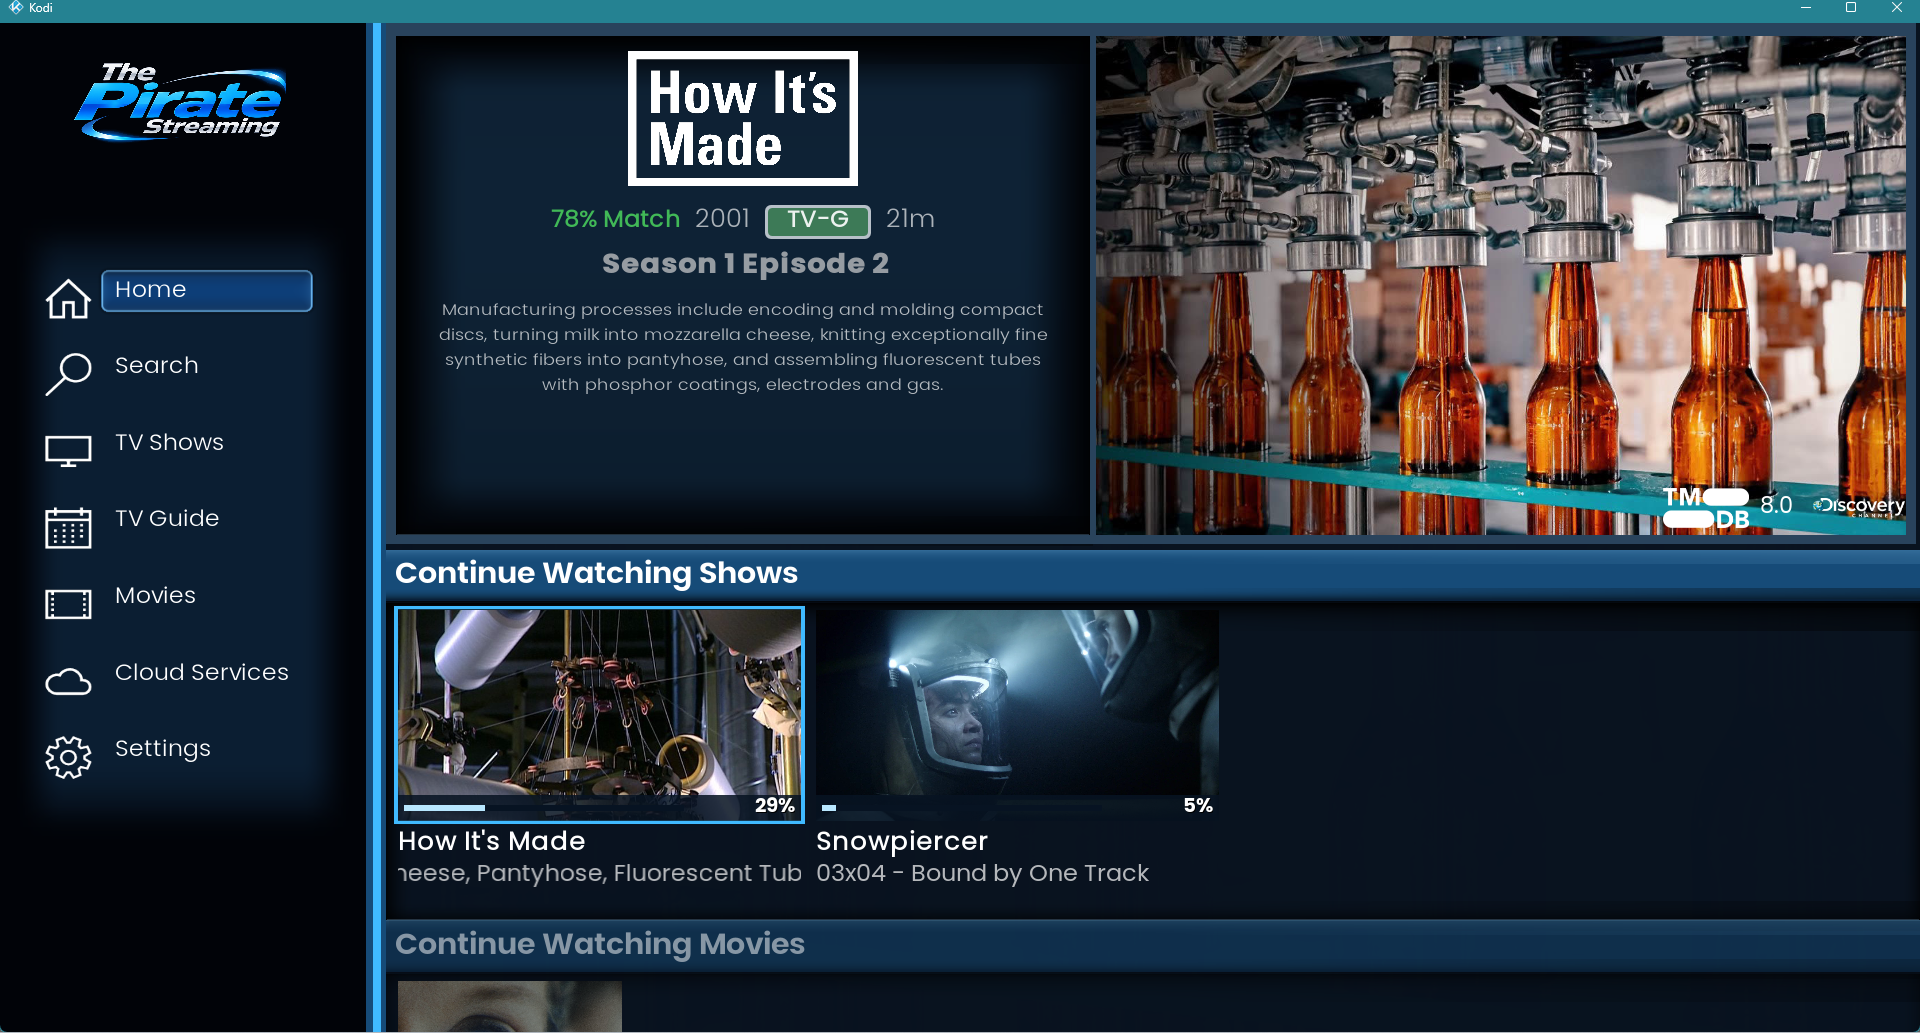 Kodi
The
Pirate
Streaming
Home
Search
TV Shows
TV Guide
Movies
Cloud Services
Settings
How It's
Made
78% Match 2001 TV-G 21m
Season 1 Episode 2
Manufacturing processes include encoding and molding compact
discs, turning milk into mozzarella cheese, knitting exceptionally fine
synthetic fibers into pantyhose, and assembling fluorescent tubes
with phosphor coatings, electrodes and gas.
TM
DB
8.0
Discovery
CHANNEL
Continue Watching Shows
29%
How It's Made
heese, Pantyhose, Fluorescent Tub
5%
Snowpiercer
03x04 - Bound by One Track
Continue Watching Movies